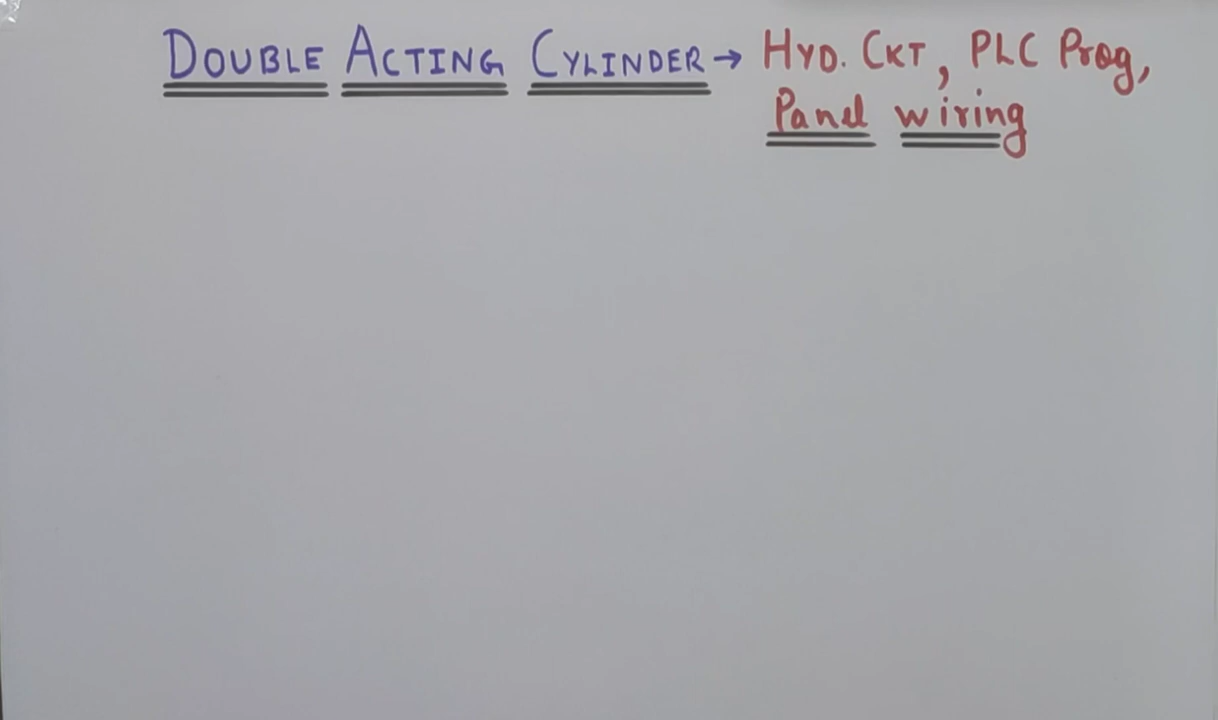 DOUBLE ACTING CYLINDER → HYD. CKT, PLC Prog,
Panel wiring